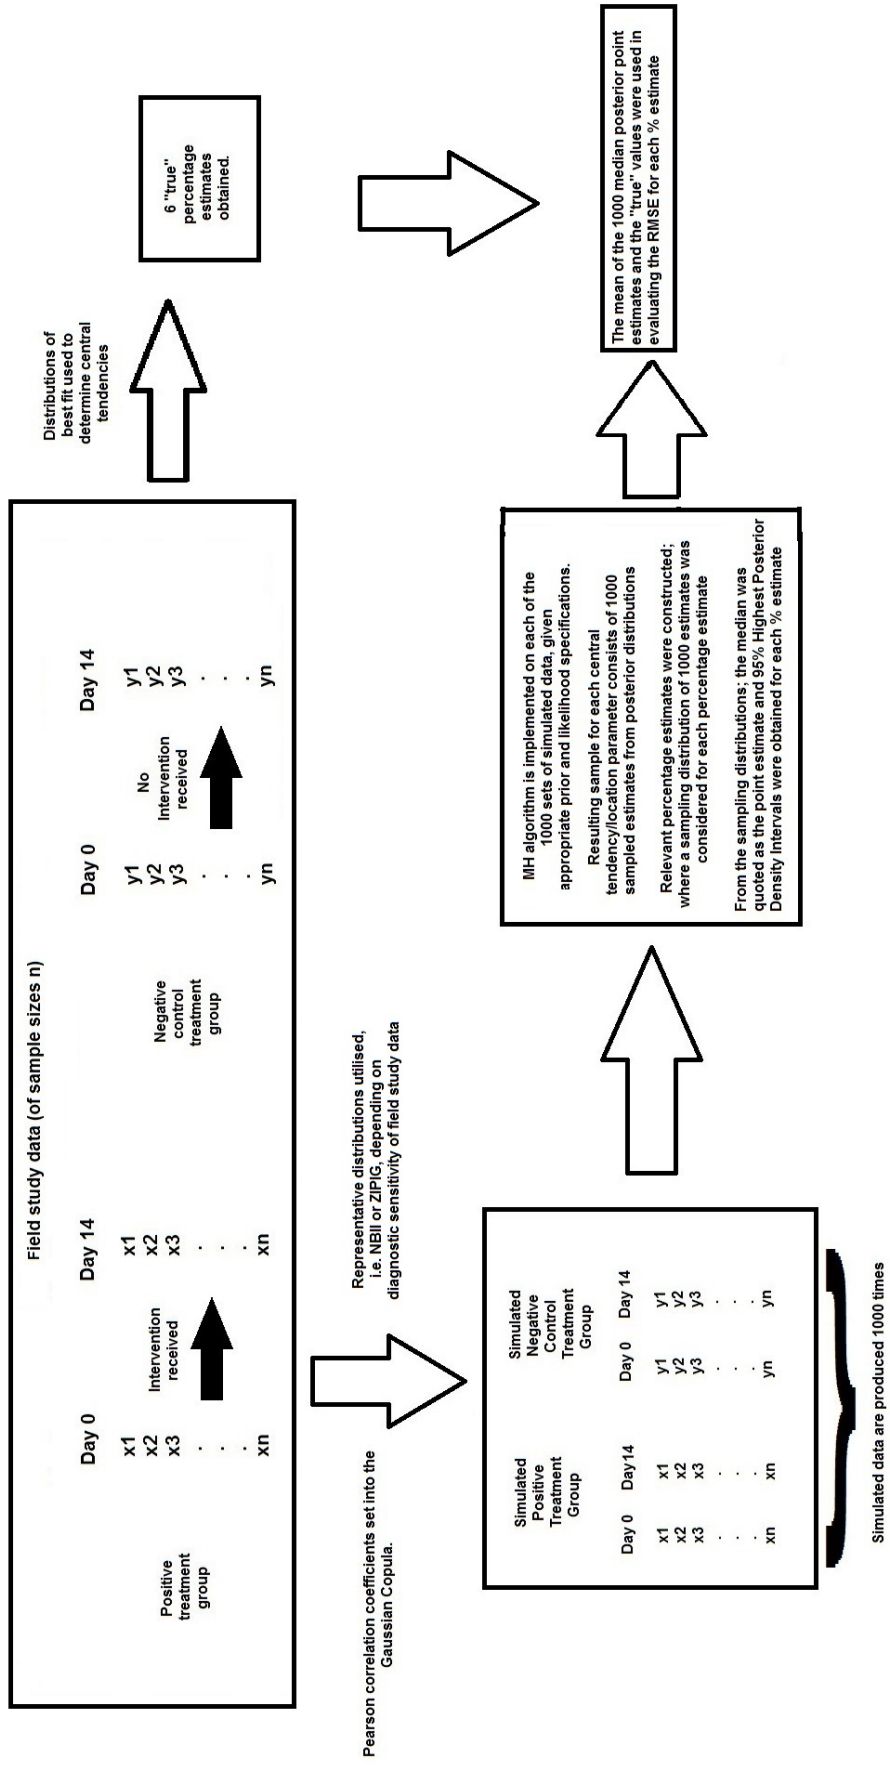 Field study data (of sample sizes n)
Positive
treatment
group
Day 0
x1
x2
x3
.
.
.
xn
Intervention
received
Day 14
x1
x2
x3
.
.
.
xn
Negative
control
treatment
group
Day 0
y1
y2
y3
.
.
.
yn
No
Intervention
received
Day 14
y1
y2
y3
.
.
.
yn
Distributions of
best fit used to
determine central
tendencies
6 "true"
percentage
estimates
obtained.
Pearson correlation coefficients set into the
Gaussian Copula.
Representative distributions utilised,
i.e. NBII or ZIPIG, depending on
diagnostic sensitivity of field study data
Simulated
Positive
Treatment
Group
Day 0 Day14
x1 x1
x2 x2
x3 x3
. .
. .
. .
xn xn
Simulated
Negative
Control
Treatment
Group
Day 0 Day 14
y1 y1
y2 y2
y3 y3
. .
. .
. .
yn yn
Simulated data are produced 1000 times
MH algorithm is implemented on each of the
1000 sets of simulated data, given
appropriate prior and likelihood specifications.
Resulting sample for each central
tendency/location parameter consists of 1000
sampled estimates from posterior distributions
Relevant percentage estimates were constructed;
where a sampling distribution of 1000 estimates was
considered for each percentage estimate
From the sampling distributions; the median was
quoted as the point estimate and 95% Highest Posterior
Density Intervals were obtained for each % estimate
The mean of the 1000 median posterior point
estimates and the "true" values were used in
evaluating the RMSE for each % estimate